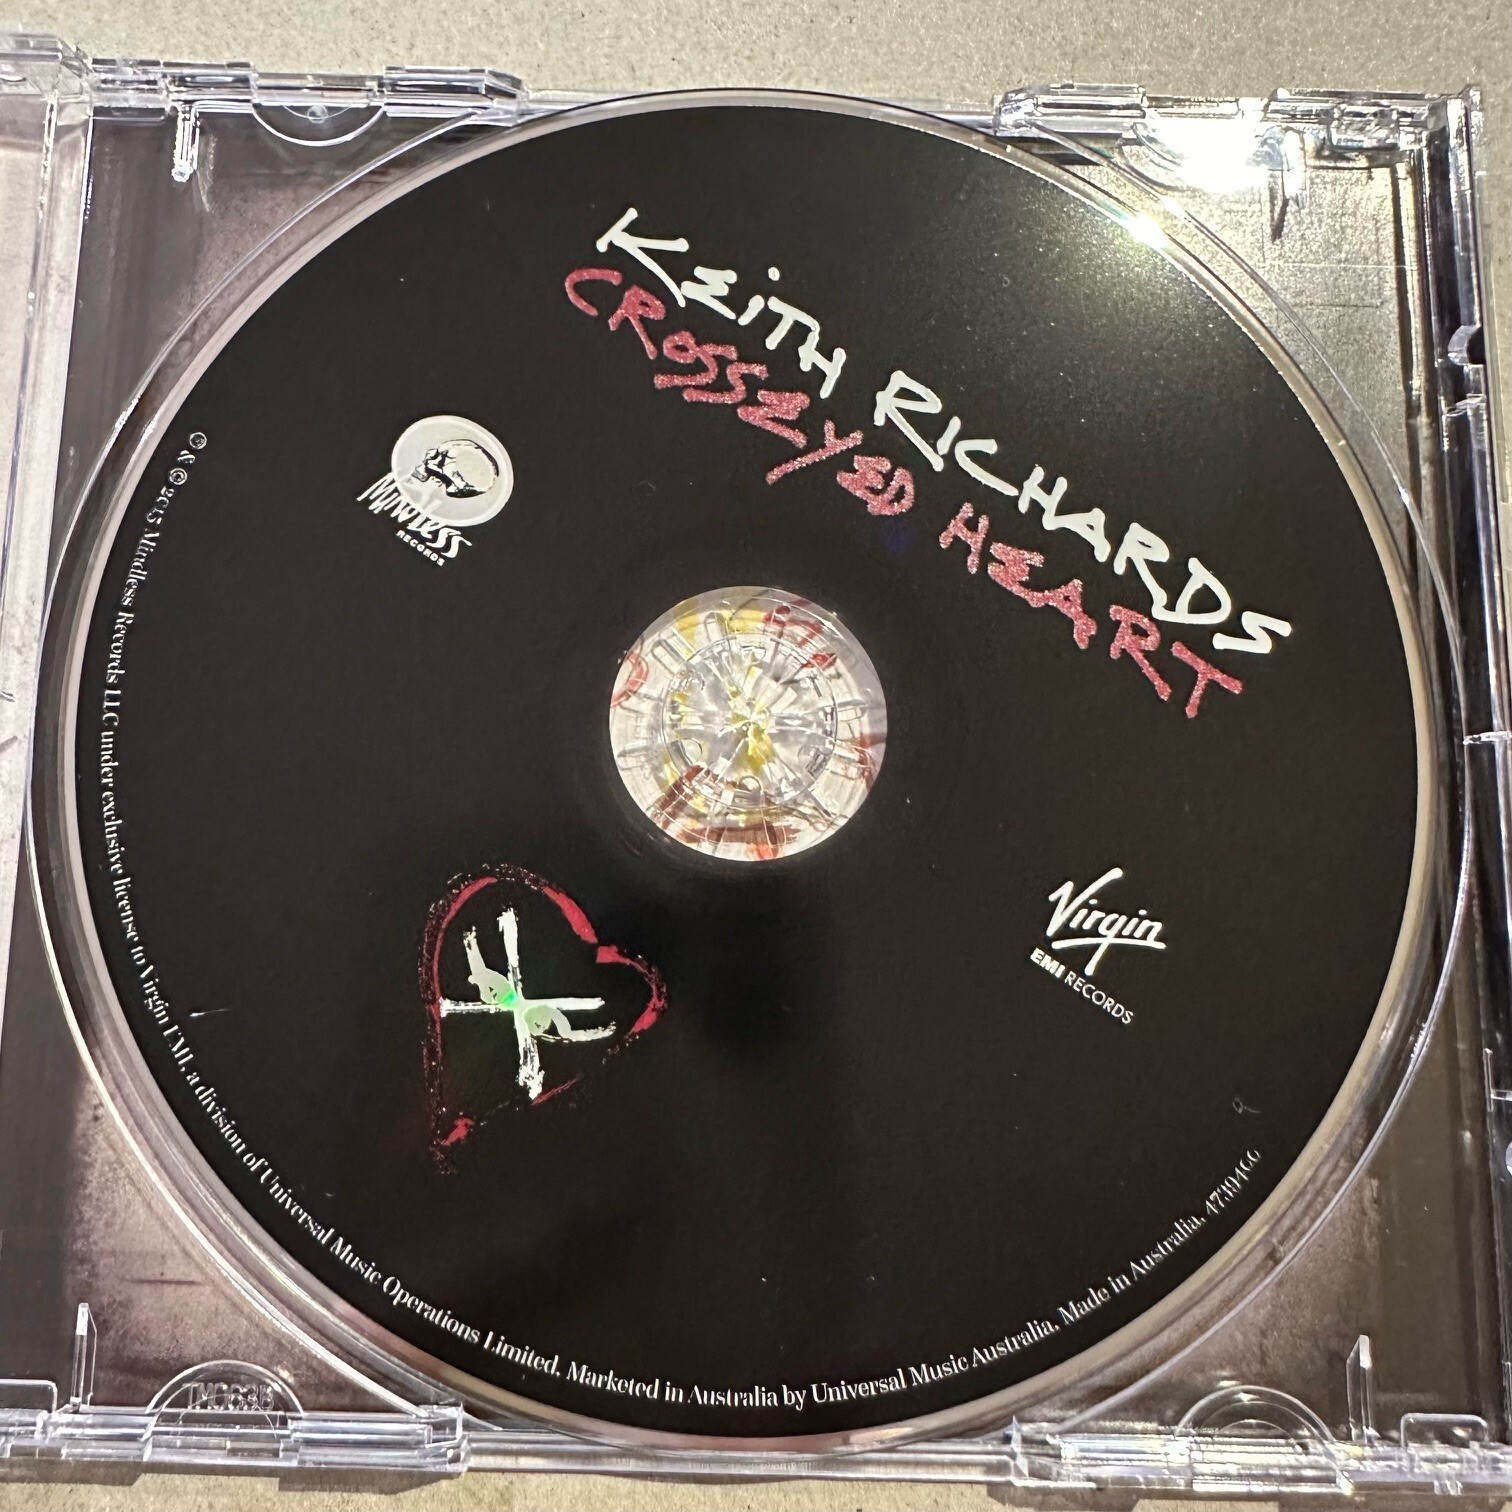 KEITH RICHARDS
CROSSEYED HEART
MINDLESS
RECORDS
Virgin
EMI RECORDS
℗ & © 2015 Mindless Records LLC under exclusive license to Virgin EMI, a division of Universal Music Operations Limited. Marketed in Australia by Universal Music Australia. Made in Australia. 4739466